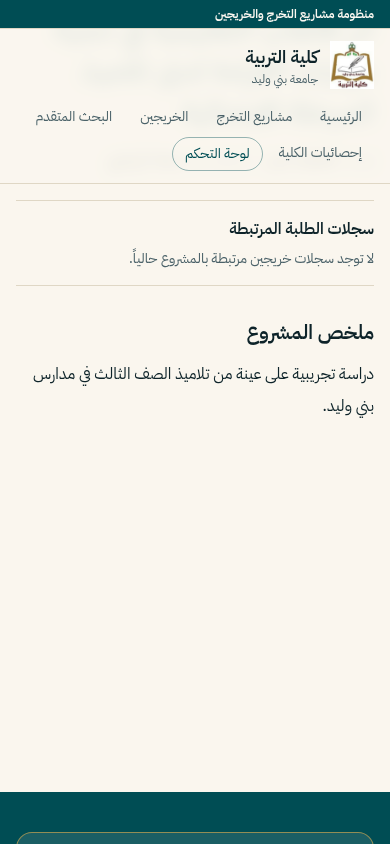 منظومة مشاريع التخرج والخريجين
كلية التربية
جامعة بني وليد
الرئيسية
مشاريع التخرج
الخريجين
البحث المتقدم
إحصائيات الكلية
لوحة التحكم
سجلات الطلبة المرتبطة
لا توجد سجلات خريجين مرتبطة بالمشروع حالياً.
ملخص المشروع
دراسة تجريبية على عينة من تلاميذ الصف الثالث في مدارس
بني وليد.